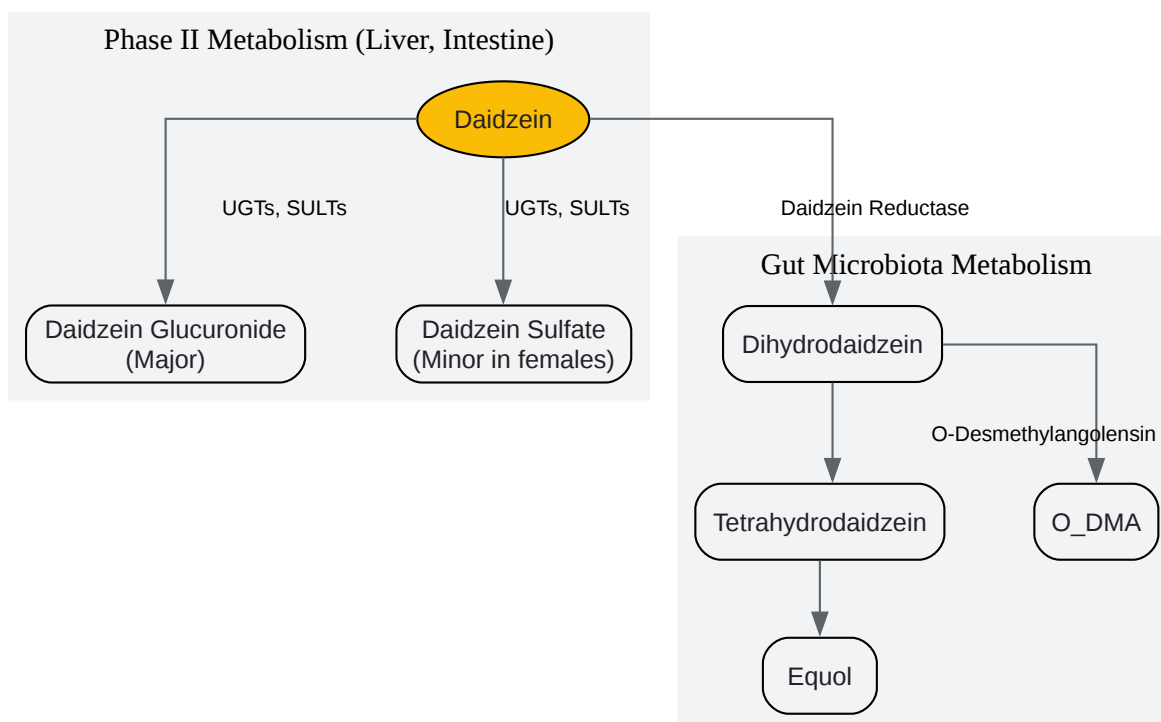 Phase II Metabolism (Liver, Intestine)
Daidzein
UGTs, SULTs
UGTs, SULTs
Daidzein Reductase
Gut Microbiota Metabolism
Daidzein Glucuronide
(Major)
Daidzein Sulfate
(Minor in females)
Dihydrodaidzein
O-Desmethylangolensin
Tetrahydrodaidzein
O_DMA
Equol